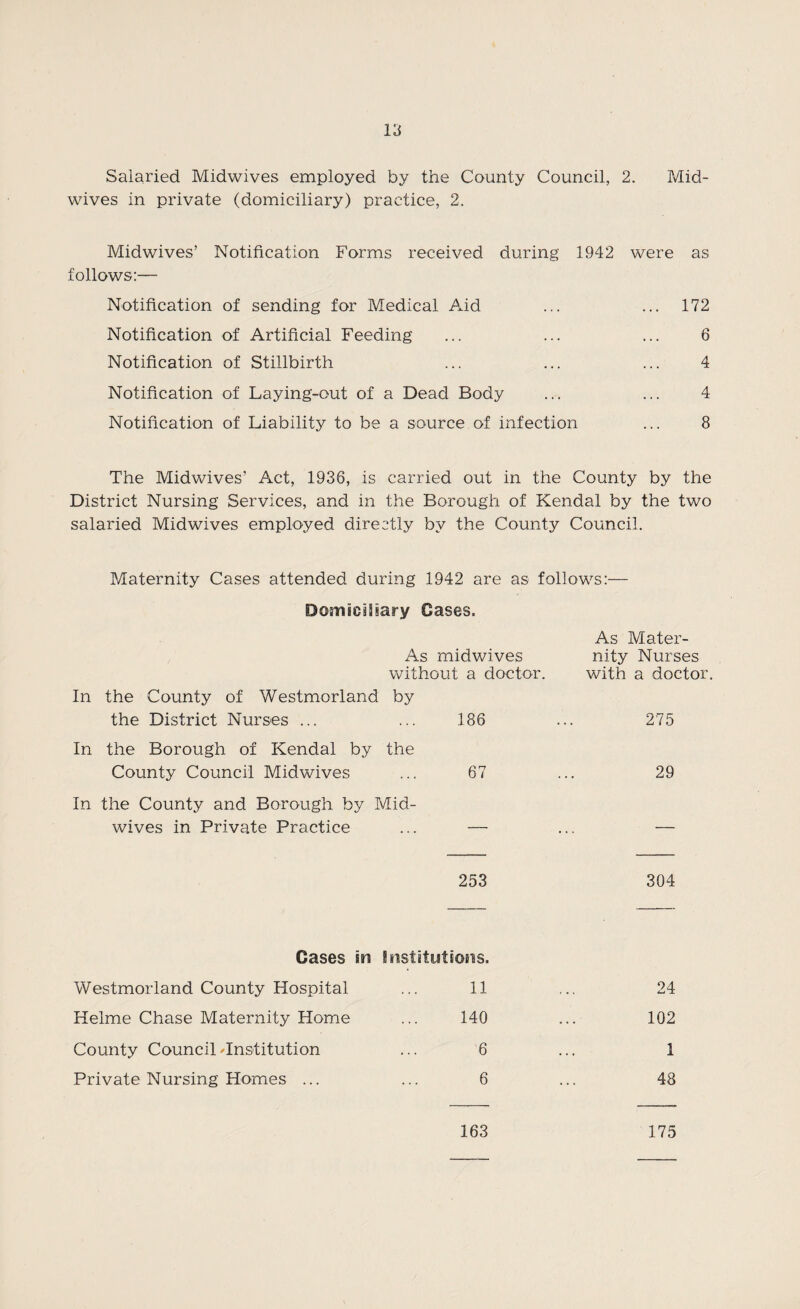 13
Salaried Midwives employed by the County Council, 2. Mid-
wives in private (domiciliary) practice, 2.
Midwives' Notification Forms received during 1942 were as
follows:—
Notification of sending for Medical Aid ... ... 172
Notification of Artificial Feeding ... ... ... 6
Notification of Stillbirth ... ... ... 4
Notification of Laying-out of a Dead Body ... ... 4
Notification of Liability to be a source of infection ... 8
The Midwives' Act, 1936, is carried out in the County by the
District Nursing Services, and in the Borough of Kendal by the two
salaried Midwives employed directly by the County Council.
Maternity Cases attended during 1942 are as follows:—
Domiciliary Cases.
As Mater-
As midwives nity Nurses
without a doctor. with a doctor.
In the County of Westmorland by
the District Nurses ... ... 186 ... 275
In the Borough of Kendal by the
County Council Midwives ... 67 ... 29
In the County and Borough by Mid-
wives in Private Practice ... — ... —
253 304
Cases in Institutions.
Westmorland County Hospital ... 11 ... 24
Helme Chase Maternity Home ... 140 ... 102
County Council Institution ... 6 ... 1
Private Nursing Homes ... ... 6 ... 48
163 175